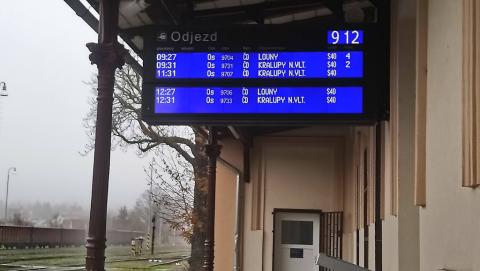 Odjezd 9 12
09:27 Os 9704 ČD LOUNY S40 4
09:31 Os 9731 ČD KRALUPY N.VLT. S40 2
11:31 Os 9707 ČD KRALUPY N.VLT. S40
12:27 Os 9706 ČD LOUNY S40
12:31 Os 9733 ČD KRALUPY N.VLT. S40